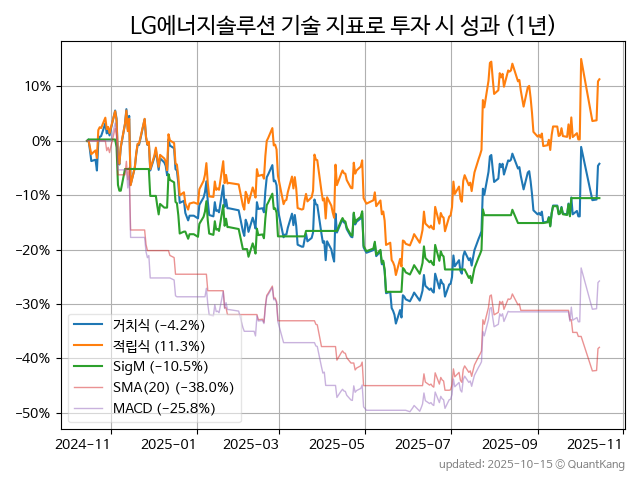 LG에너지솔루션 기술 지표로 투자 시 성과 (1년)
10%
0%
−10%
−20%
−30%
−40%
−50%
거치식 (−4.2%)
적립식 (11.3%)
SigM (−10.5%)
SMA(20) (−38.0%)
MACD (−25.8%)
2024-11
2025-01
2025-03
2025-05
2025-07
2025-09
2025-11
updated: 2025-10-15 © QuantKang